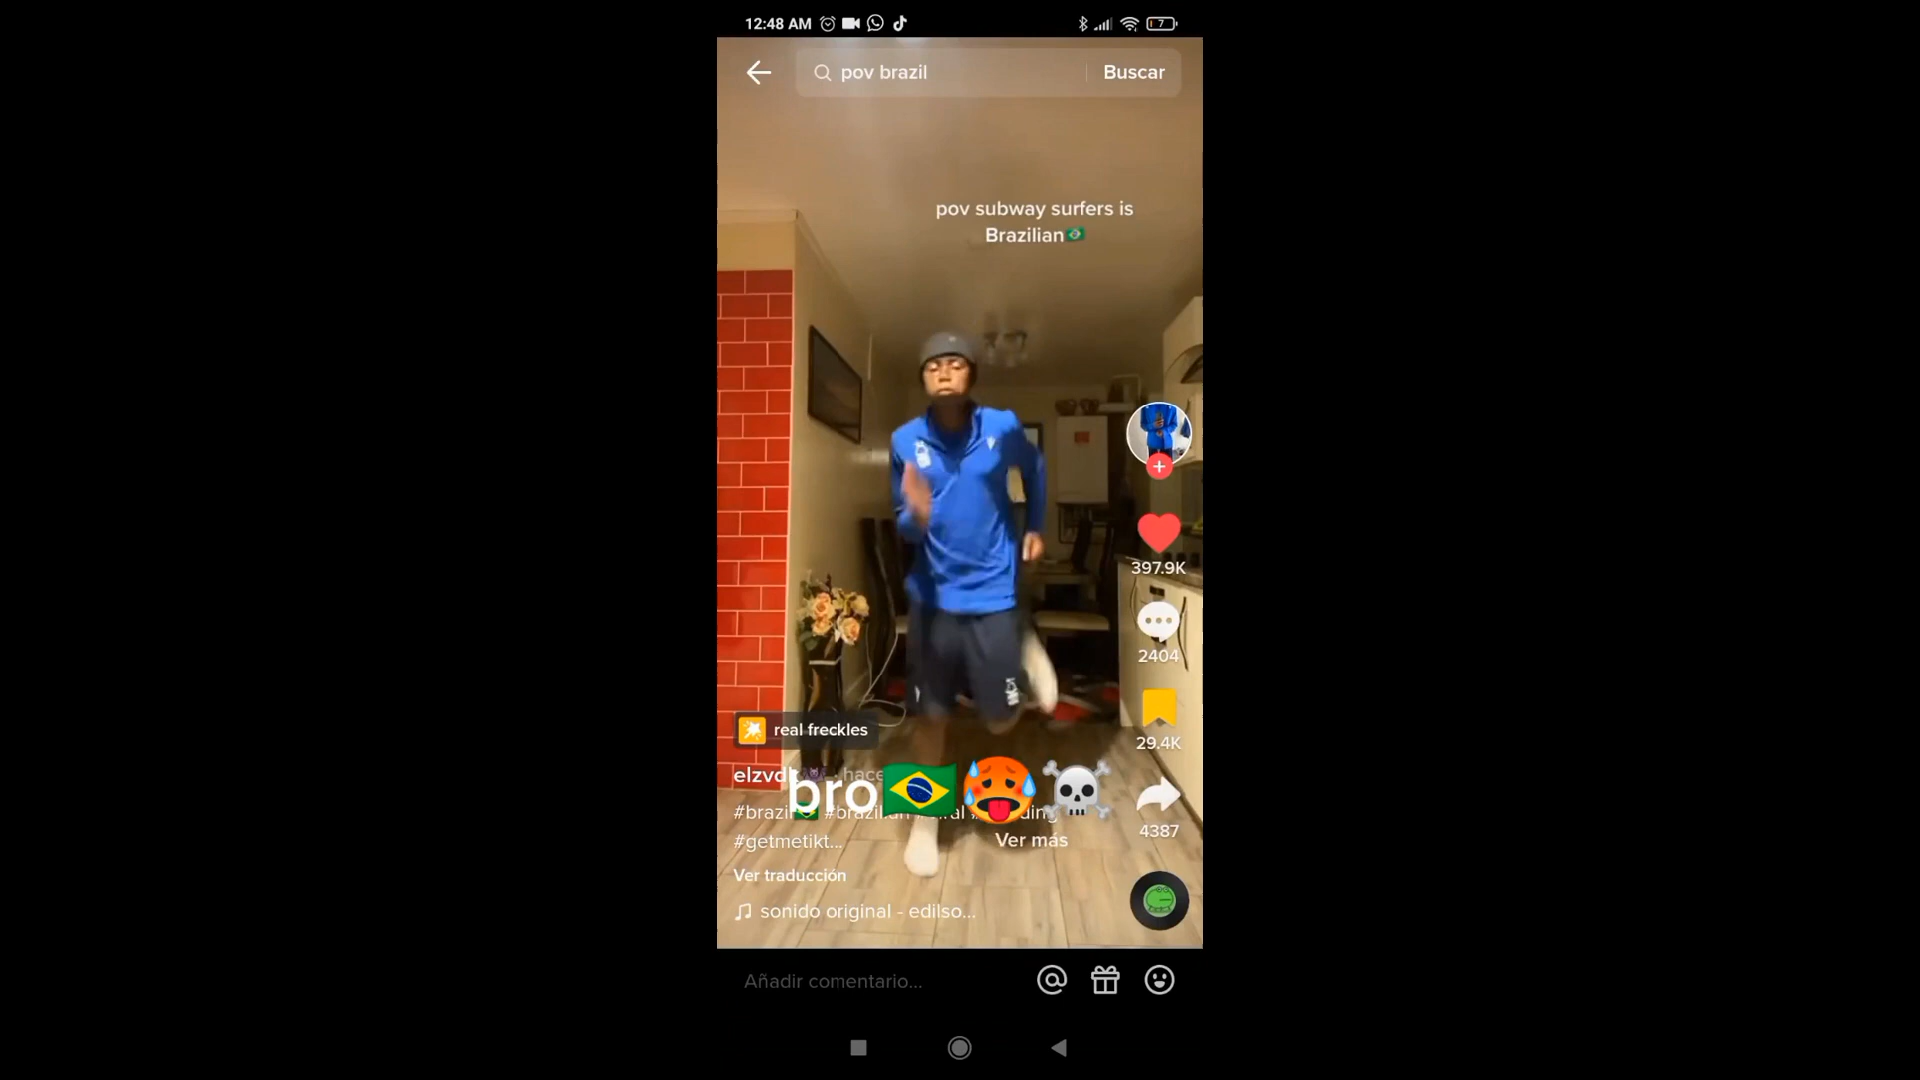 12:48 AM
7
pov brazil
Buscar
pov subway surfers is
Brazilian🇧🇷
397.9K
2404
29.4K
real freckles
bro🇧🇷🥵☠️
#getmetikt...
Ver más
4387
Ver traducción
sonido original - edilso...
Añadir comentario...